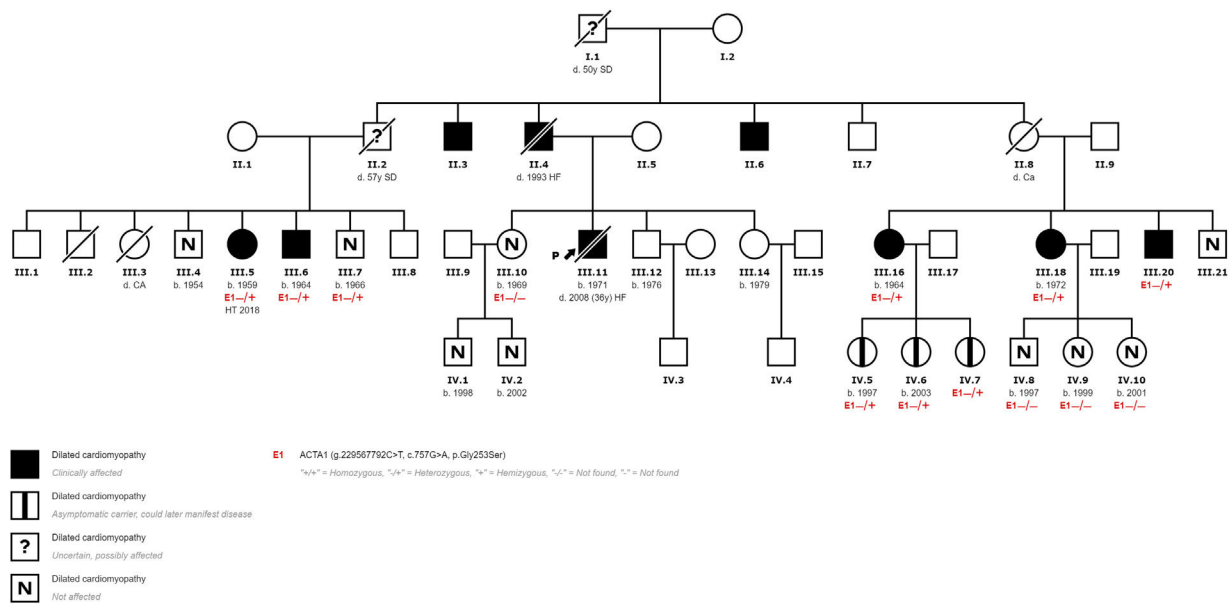 ?
I.1
I.2
d. 50y SD
?
II.1
II.2
II.3
II.4
II.5
II.6
II.7
II.8
II.9
d. 57y SD
d. 1993 HF
d. Ca
N
N
N
N
III.1
III.2
III.3
III.4
III.5
III.6
III.7
III.8
III.9
III.10
P
III.11
III.12
III.13
III.14
III.15
III.16
III.17
III.18
III.19
III.20
III.21
d. CA
b. 1954
b. 1959
b. 1964
b. 1966
b. 1969
b. 1971
b. 1976
b. 1979
b. 1964
b. 1972
E1—/+
E1—/+
E1—/+
E1—/—
d. 2008 (36y) HF
E1—/+
E1—/+
E1—/+
HT 2018
N
N
N
N
N
IV.1
IV.2
IV.3
IV.4
IV.5
IV.6
IV.7
IV.8
IV.9
IV.10
b. 1998
b. 2002
b. 1997
b. 2003
E1—/+
b. 1997
b. 1999
b. 2001
E1—/+
E1—/+
E1—/—
E1—/—
E1—/—
Dilated cardiomyopathy
Clinically affected
E1 ACTA1 (g.229567792C>T, c.757G>A, p.Gly253Ser)
"+/+" = Homozygous, "-/+" = Heterozygous, "+" = Hemizygous, "-/-" = Not found, "-" = Not found
Dilated cardiomyopathy
Asymptomatic carrier, could later manifest disease
?
Dilated cardiomyopathy
Uncertain, possibly affected
N
Dilated cardiomyopathy
Not affected